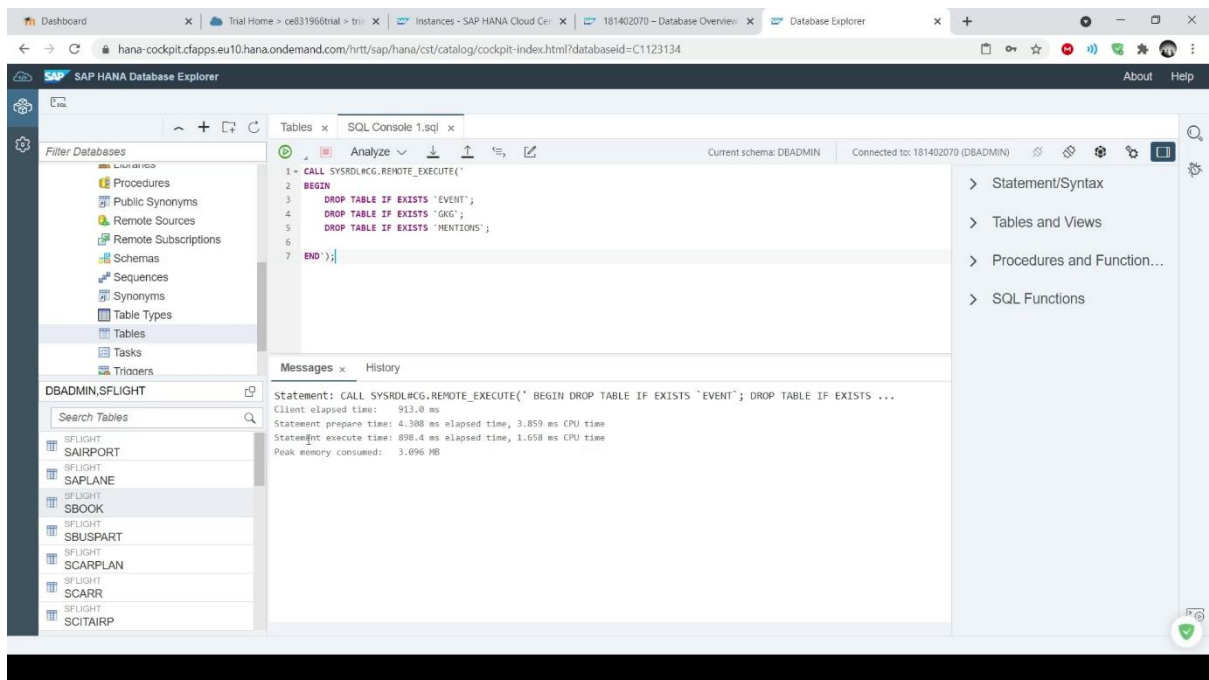 Dashboard
Trial Home > ce831966trial > tria
Instances - SAP HANA Cloud Cen
181402070 – Database Overview
Database Explorer
hana-cockpit.cfapps.eu10.hana.ondemand.com/hrtt/sap/hana/cst/catalog/cockpit-index.html?databaseid=C1123134
SAP SAP HANA Database Explorer
About Help
Filter Databases
Libraries
Procedures
Public Synonyms
Remote Sources
Remote Subscriptions
Schemas
Sequences
Synonyms
Table Types
Tables
Tasks
Triggers
DBADMIN,SFLIGHT
Search Tables
SFLIGHT
SAIRPORT
SFLIGHT
SAPLANE
SFLIGHT
SBOOK
SFLIGHT
SBUSPART
SFLIGHT
SCARPLAN
SFLIGHT
SCARR
SFLIGHT
SCITAIRP
Tables
SQL Console 1.sql
Analyze
Current schema: DBADMIN
Connected to: 181402070 (DBADMIN)
1 CALL SYSRDL#CG.REMOTE_EXECUTE('
2 BEGIN
3 DROP TABLE IF EXISTS `EVENT`;
4 DROP TABLE IF EXISTS `GKG`;
5 DROP TABLE IF EXISTS `MENTIONS`;
6
7 END');
Messages
History
Statement: CALL SYSRDL#CG.REMOTE_EXECUTE(' BEGIN DROP TABLE IF EXISTS `EVENT`; DROP TABLE IF EXISTS ...
Client elapsed time: 913.0 ms
Statement prepare time: 4.308 ms elapsed time, 3.859 ms CPU time
Statement execute time: 898.4 ms elapsed time, 1.658 ms CPU time
Peak memory consumed: 3.096 MB
Statement/Syntax
Tables and Views
Procedures and Function...
SQL Functions